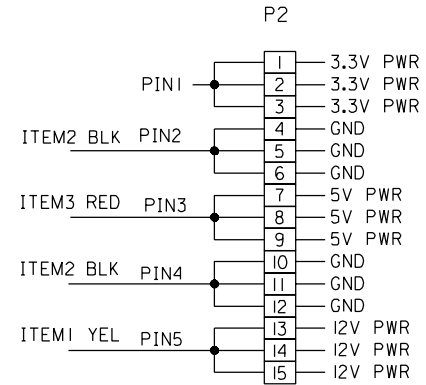 P2
1 3.3V PWR
PIN1 2 3.3V PWR
3 3.3V PWR
ITEM2 BLK PIN2 4 GND
5 GND
6 GND
ITEM3 RED PIN3 7 5V PWR
8 5V PWR
9 5V PWR
ITEM2 BLK PIN4 10 GND
11 GND
12 GND
ITEM1 YEL PIN5 13 12V PWR
14 12V PWR
15 12V PWR